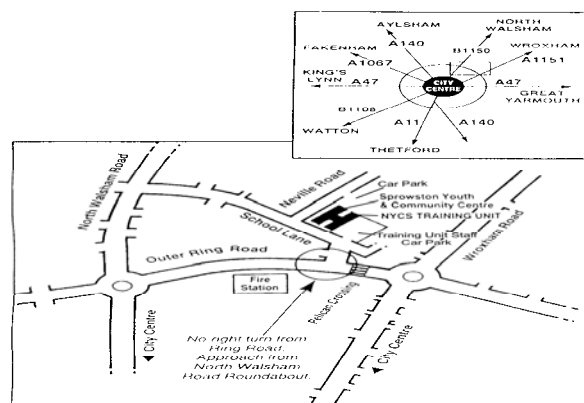 AYLSHAM
NORTH
WALSHAM
FAKENHAM
A140
B1150
WROXHAM
A1067
A1151
KING'S
LYNN
A47
CITY
CENTRE
A47
GREAT
YARMOUTH
B1108
WATTON
A11
A140
THETFORD
North Walsham Road
Neville Road
Car Park
Sprowston Youth
& Community Centre
NYCS TRAINING UNIT
School Lane
Training Unit Staff
Car Park
Wroxham Road
Outer Ring Road
Fire
Station
Pelican Crossing
No right turn from
Ring Road.
Approach from
North Walsham
Road Roundabout.
City Centre
City Centre